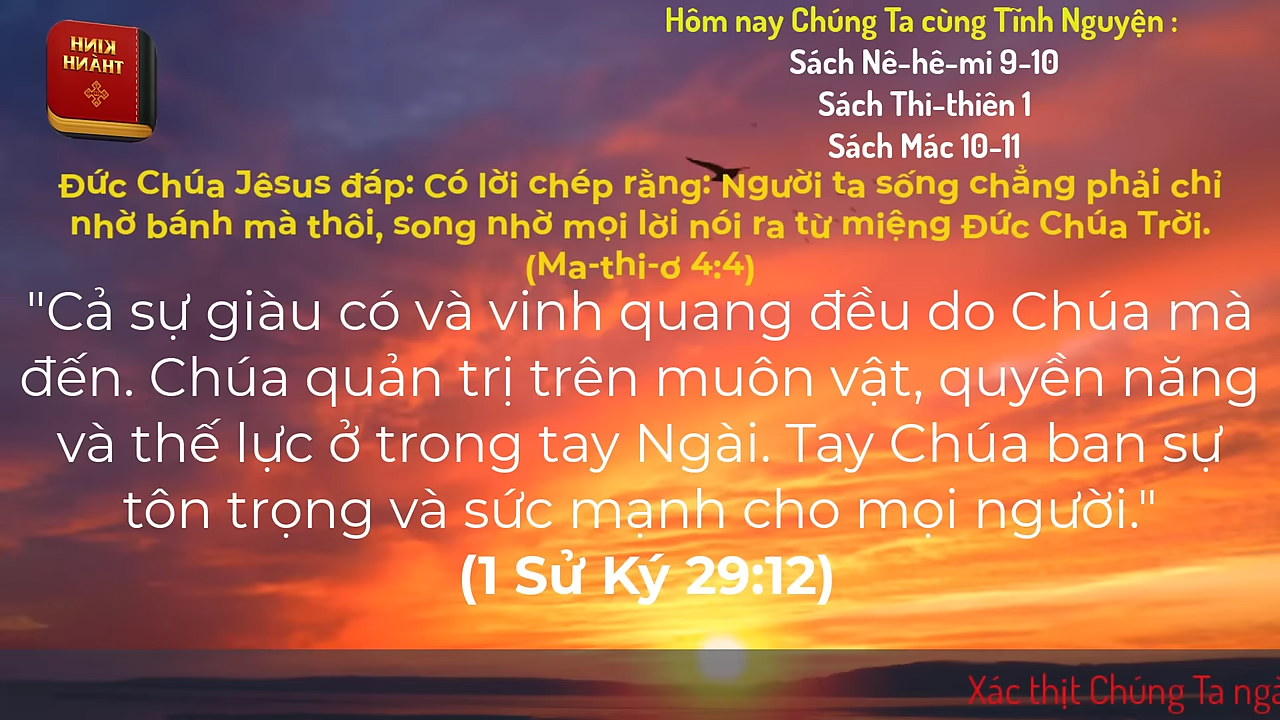 KINH
THÁNH
Hôm nay Chúng Ta cùng Tĩnh Nguyện :
Sách Nê-hê-mi 9-10
Sách Thi-thiên 1
Sách Mác 10-11
Đức Chúa Jêsus đáp: Có lời chép rằng: Người ta sống chẳng phải chỉ
nhờ bánh mà thôi, song nhờ mọi lời nói ra từ miệng Đức Chúa Trời.
(Ma-thi-ơ 4:4)
"Cả sự giàu có và vinh quang đều do Chúa mà
đến. Chúa quản trị trên muôn vật, quyền năng
và thế lực ở trong tay Ngài. Tay Chúa ban sự
tôn trọng và sức mạnh cho mọi người."
(1 Sử Ký 29:12)
Xác thịt Chúng Ta